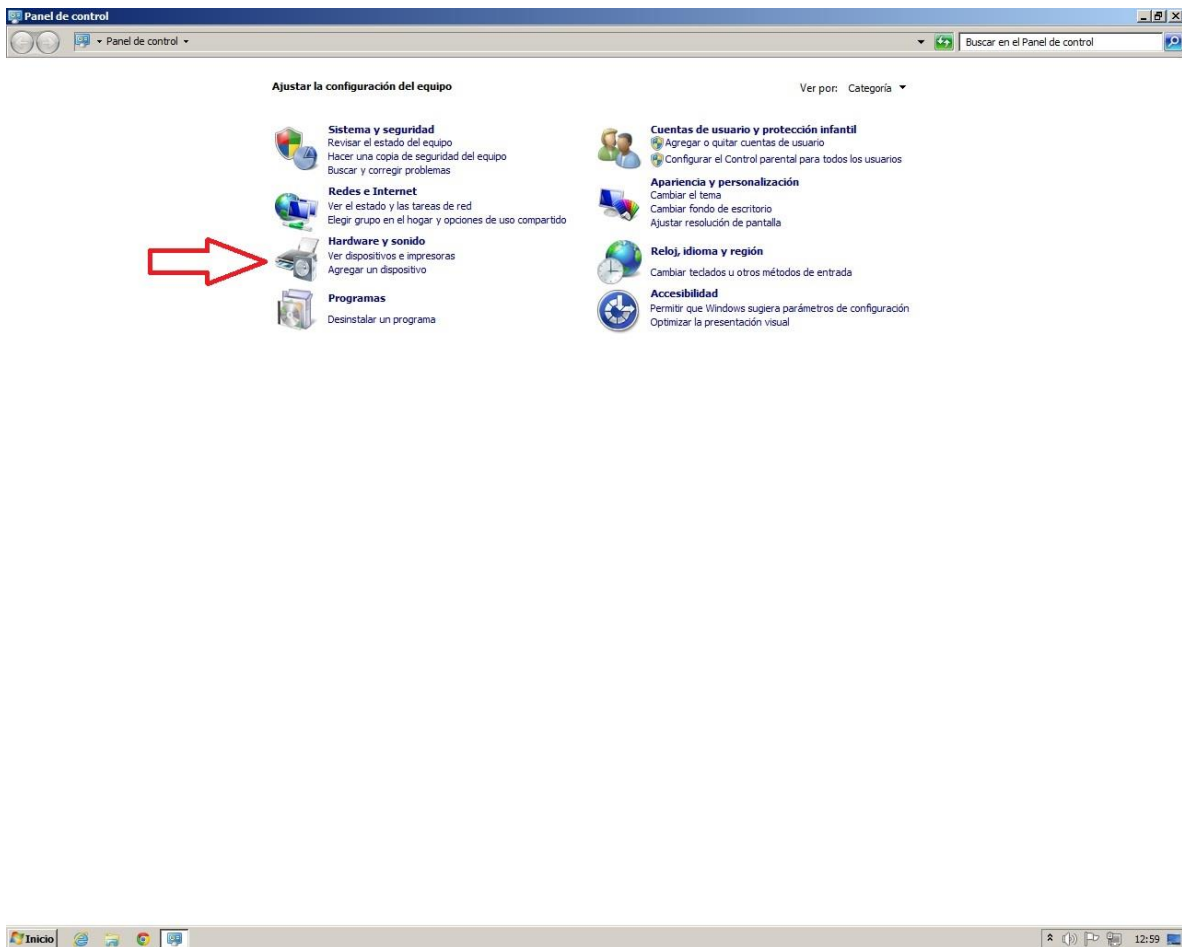 Panel de control
Panel de control
Buscar en el Panel de control
Ajustar la configuración del equipo
Ver por: Categoría
Sistema y seguridad
Revisar el estado del equipo
Hacer una copia de seguridad del equipo
Buscar y corregir problemas
Redes e Internet
Ver el estado y las tareas de red
Elegir grupo en el hogar y opciones de uso compartido
Hardware y sonido
Ver dispositivos e impresoras
Agregar un dispositivo
Programas
Desinstalar un programa
Cuentas de usuario y protección infantil
Agregar o quitar cuentas de usuario
Configurar el Control parental para todos los usuarios
Apariencia y personalización
Cambiar el tema
Cambiar fondo de escritorio
Ajustar resolución de pantalla
Reloj, idioma y región
Cambiar teclados u otros métodos de entrada
Accesibilidad
Permitir que Windows sugiera parámetros de configuración
Optimizar la presentación visual
Inicio
12:59